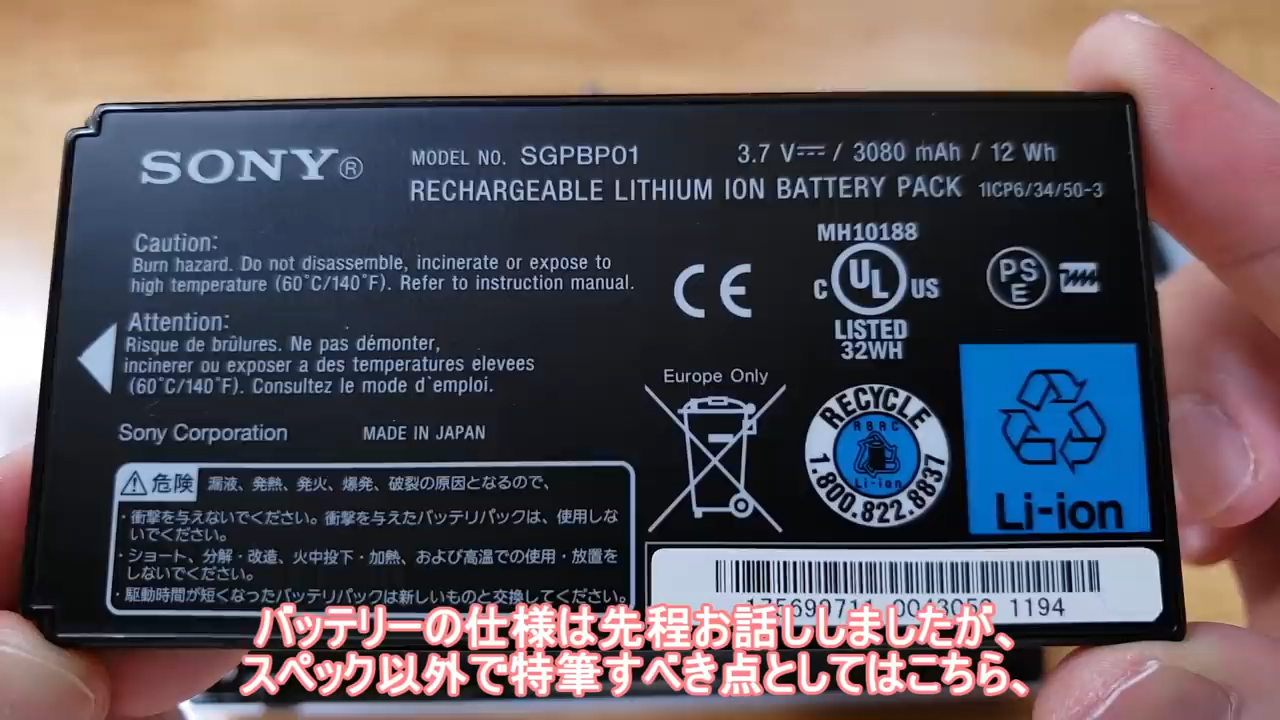 SONY®
MODEL NO. SGPBP01
3.7 V⎓ / 3080 mAh / 12 Wh
RECHARGEABLE LITHIUM ION BATTERY PACK 1ICP6/34/50-3
Caution:
Burn hazard. Do not disassemble, incinerate or expose to
high temperature (60˚C/140˚F). Refer to instruction manual.
Attention:
Risque de brûlures. Ne pas démonter,
incinerer ou exposer a des temperatures elevees
(60˚C/140˚F). Consultez le mode d`emploi.
Sony Corporation
MADE IN JAPAN
MH10188
C UL US
LISTED
32WH
CE
PS
E
Europe Only
RECYCLE
RBRC
Li-ion
1.800.822.8837
Li-ion
危険 漏液、発熱、発火、爆発、破裂の原因となるので、
・衝撃を与えないでください。衝撃を与えたバッテリパックは、使用しな
いでください。
・ショート、分解・改造、火中投下・加熱、および高温での使用・放置を
しないでください。
・駆動時間が短くなったバッテリパックは新しいものと交換してください。
1194
バッテリーの仕様は先程お話ししましたが、
スペック以外で特筆すべき点としてはこちら、